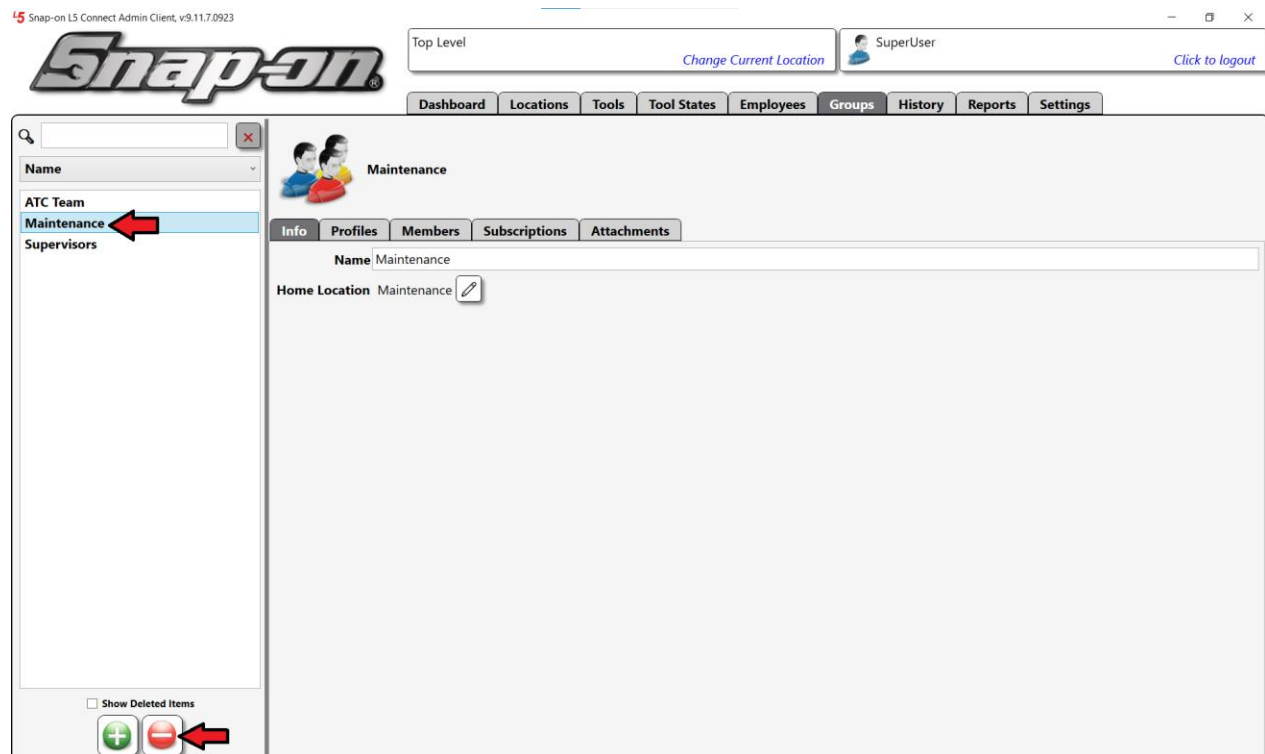 L5 Snap-on L5 Connect Admin Client, v:9.11.7.0923
Snap-on®
Top Level
Change Current Location
SuperUser
Click to logout
Dashboard Locations Tools Tool States Employees Groups History Reports Settings
Name
ATC Team
Maintenance
Supervisors
Show Deleted Items
Maintenance
Info Profiles Members Subscriptions Attachments
Name Maintenance
Home Location Maintenance